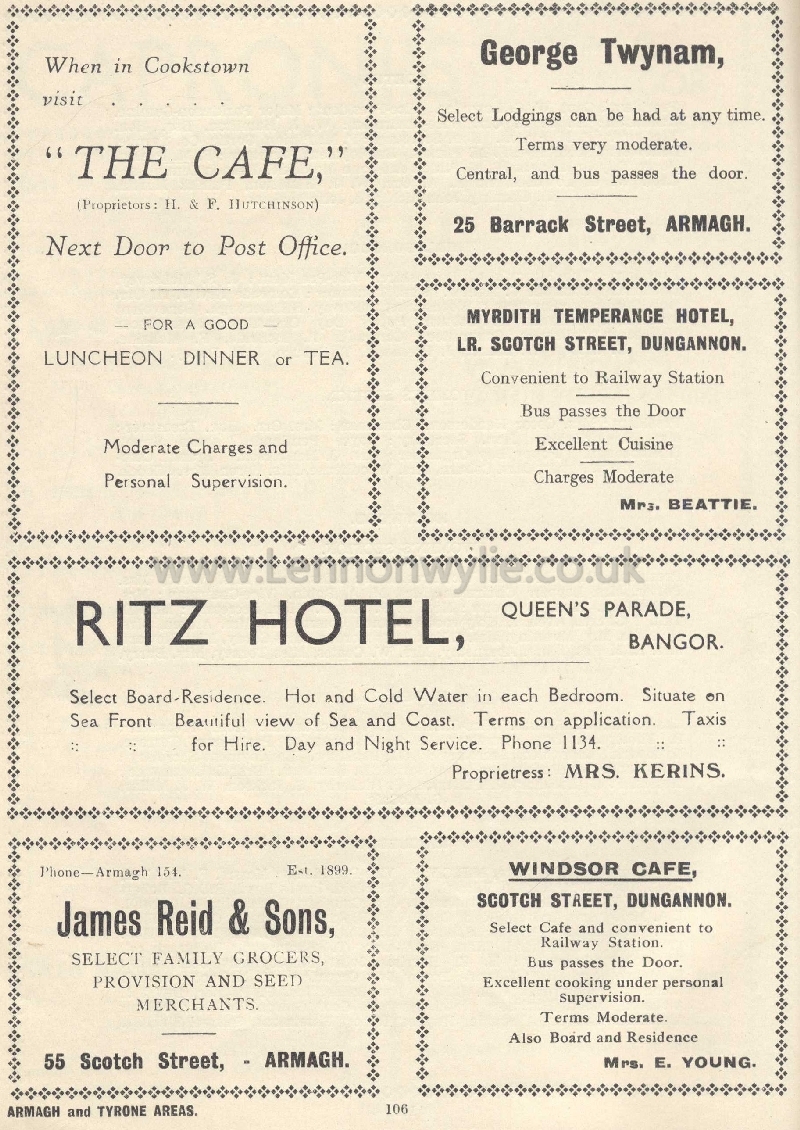 When in Cookstown
visit . . . . .
“ THE CAFE,”
(Proprietors: H. & F. HUTCHINSON)
Next Door to Post Office.
— FOR A GOOD —
LUNCHEON DINNER or TEA.
Moderate Charges and
Personal Supervision.
George Twynam,
Select Lodgings can be had at any time.
Terms very moderate.
Central, and bus passes the door.
25 Barrack Street, ARMAGH.
MYRDITH TEMPERANCE HOTEL,
LR. SCOTCH STREET, DUNGANNON.
Convenient to Railway Station
Bus passes the Door
Excellent Cuisine
Charges Moderate
Mrs. BEATTIE.
www.Lennonwylie.co.uk
RITZ HOTEL, QUEEN'S PARADE,
BANGOR.
Select Board-Residence. Hot and Cold Water in each Bedroom. Situate on
Sea Front Beautiful view of Sea and Coast. Terms on application. Taxis
:: :: for Hire. Day and Night Service. Phone 1134. :: ::
Proprietress: MRS. KERINS.
Phone—Armagh 154. Est. 1899.
James Reid & Sons,
SELECT FAMILY GROCERS,
PROVISION AND SEED
MERCHANTS.
55 Scotch Street, - ARMAGH.
WINDSOR CAFE,
SCOTCH STREET, DUNGANNON.
Select Cafe and convenient to
Railway Station.
Bus passes the Door.
Excellent cooking under personal
Supervision.
Terms Moderate.
Also Board and Residence
Mrs. E. YOUNG.
ARMAGH and TYRONE AREAS.
106